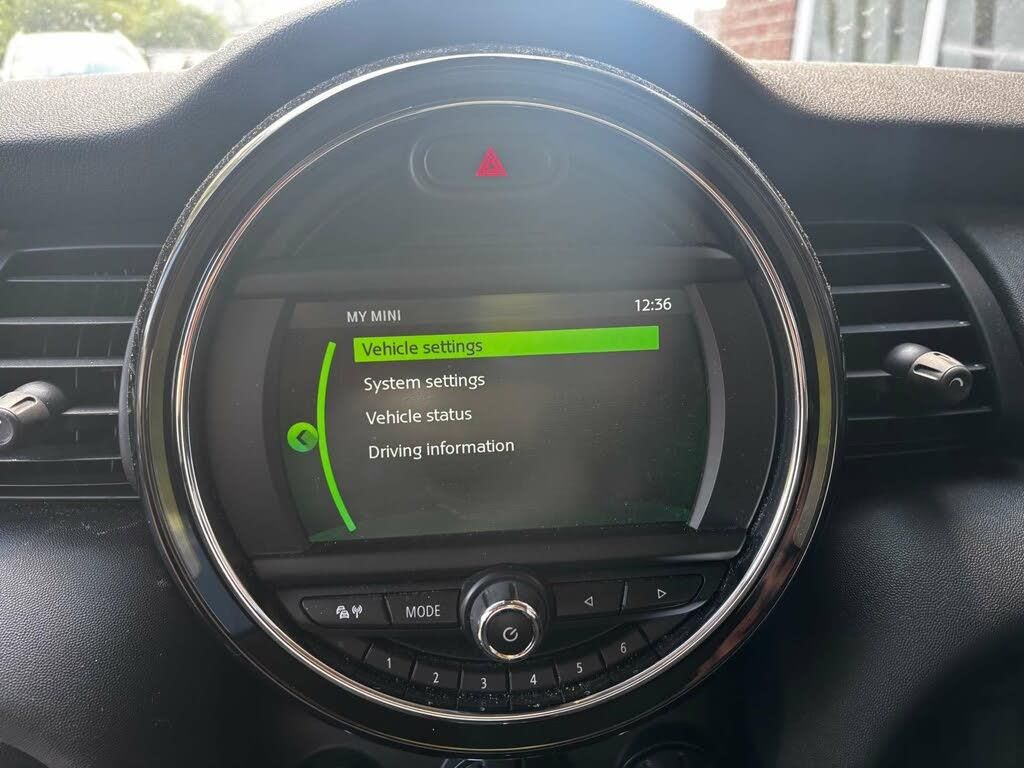 MY MINI 12:36
Vehicle settings
System settings
Vehicle status
Driving information
MODE
1 2 3 4 5 6